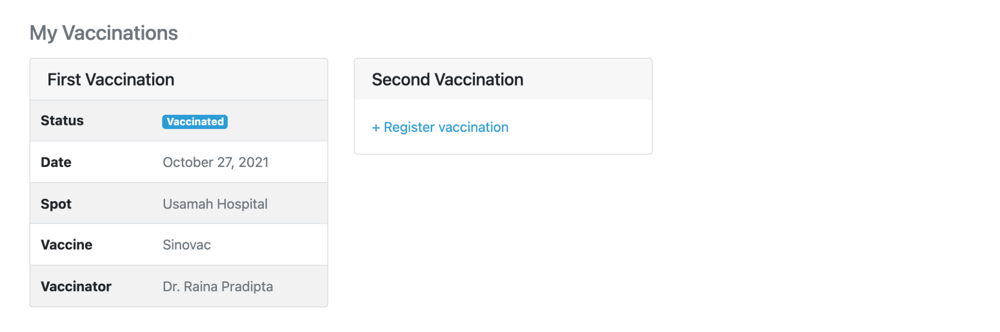 My Vaccinations
First Vaccination
Status Vaccinated
Date October 27, 2021
Spot Usamah Hospital
Vaccine Sinovac
Vaccinator Dr. Raina Pradipta
Second Vaccination
+ Register vaccination